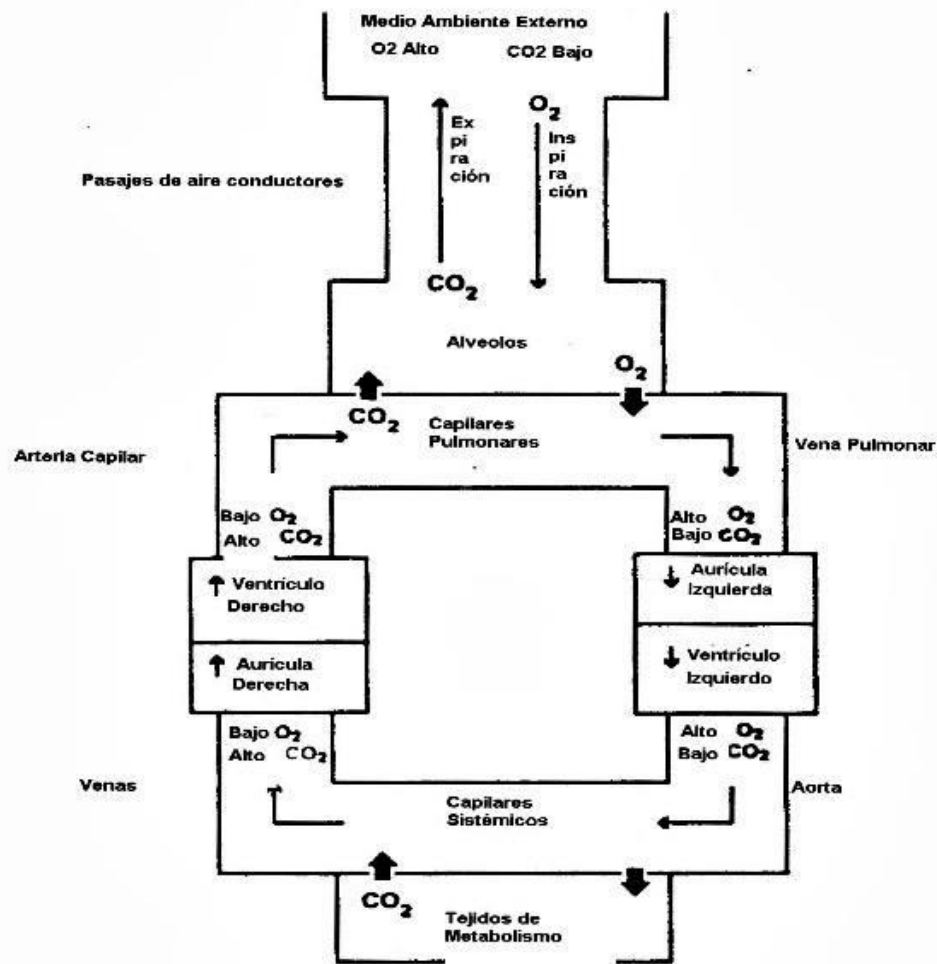 Medio Ambiente Externo
O2 Alto CO2 Bajo
O₂
Ex
pi
ra
ción
Ins
pi
ra
ción
Pasajes de aire conductores
CO₂
Alveolos
O₂
CO₂
Capilares
Pulmonares
Arteria Capilar
Vena Pulmonar
Bajo O₂
Alto CO₂
Alto O₂
Bajo CO₂
Ventrículo
Derecho
Aurícula
Izquierda
Aurícula
Derecha
Ventrículo
Izquierdo
Bajo O₂
Alto CO₂
Alto O₂
Bajo CO₂
Venas
Aorta
Capilares
Sistémicos
CO₂
Tejidos de
Metabolismo